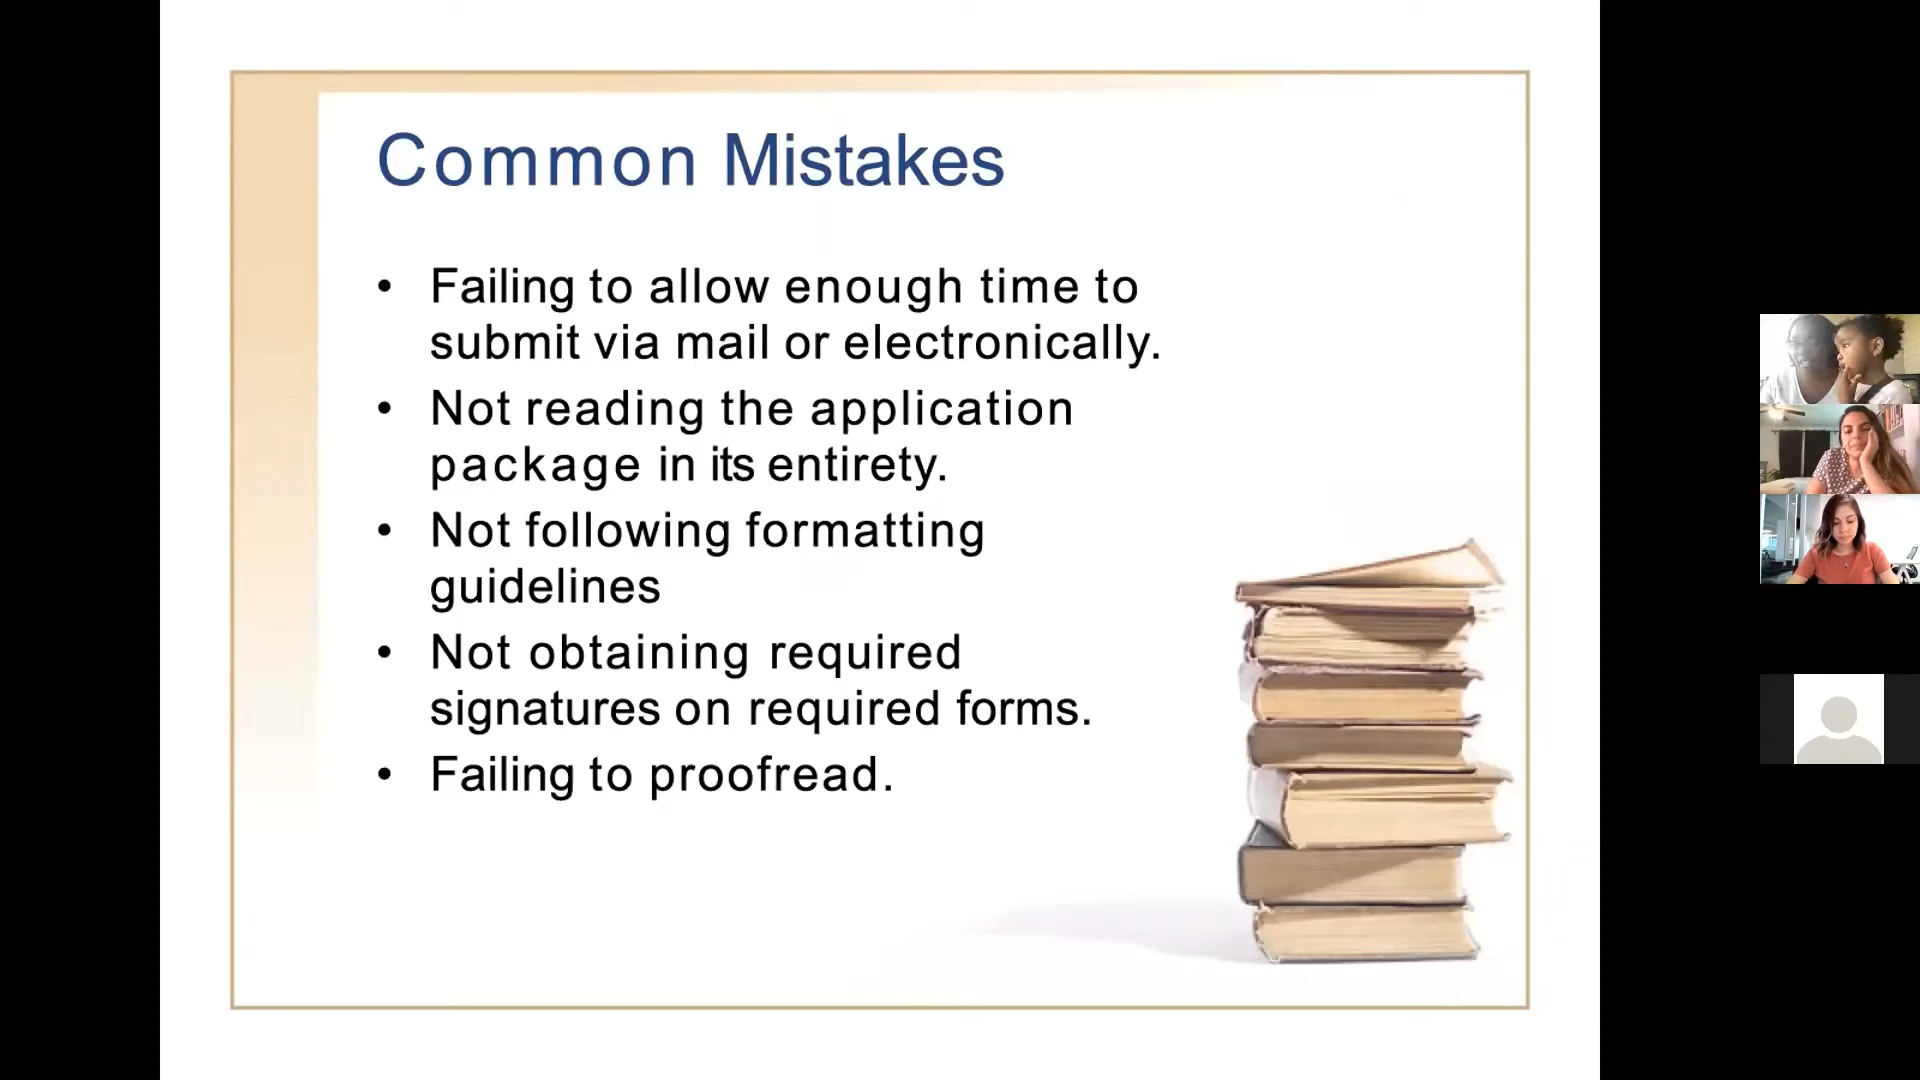 Common Mistakes
• Failing to allow enough time to
submit via mail or electronically.
• Not reading the application
package in its entirety.
• Not following formatting
guidelines
• Not obtaining required
signatures on required forms.
• Failing to proofread.